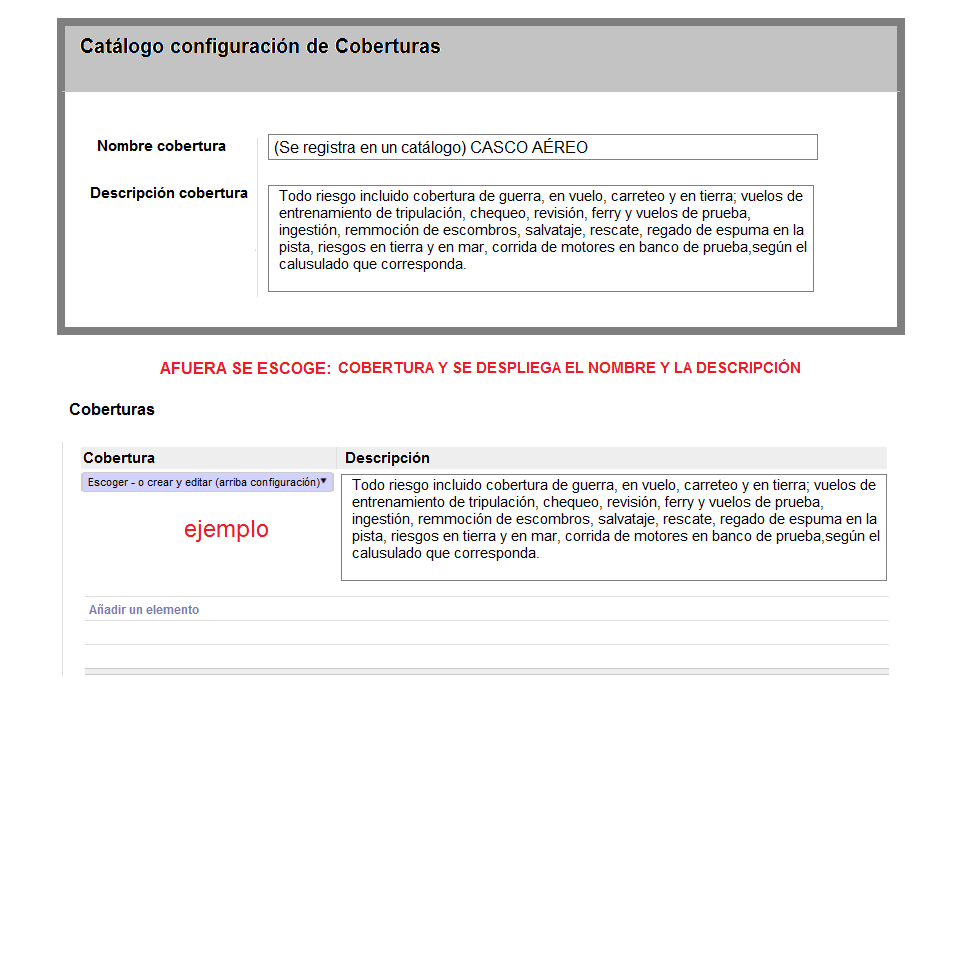 Catálogo configuración de Coberturas
Nombre cobertura
(Se registra en un catálogo) CASCO AÉREO
Descripción cobertura
Todo riesgo incluido cobertura de guerra, en vuelo, carreteo y en tierra; vuelos de
entrenamiento de tripulación, chequeo, revisión, ferry y vuelos de prueba,
ingestión, remmoción de escombros, salvataje, rescate, regado de espuma en la
pista, riesgos en tierra y en mar, corrida de motores en banco de prueba,según el
calusulado que corresponda.
AFUERA SE ESCOGE: COBERTURA Y SE DESPLIEGA EL NOMBRE Y LA DESCRIPCIÓN
Coberturas
Cobertura Descripción
Escoger - o crear y editar (arriba configuración)
ejemplo
Todo riesgo incluido cobertura de guerra, en vuelo, carreteo y en tierra; vuelos de
entrenamiento de tripulación, chequeo, revisión, ferry y vuelos de prueba,
ingestión, remmoción de escombros, salvataje, rescate, regado de espuma en la
pista, riesgos en tierra y en mar, corrida de motores en banco de prueba,según el
calusulado que corresponda.
Añadir un elemento